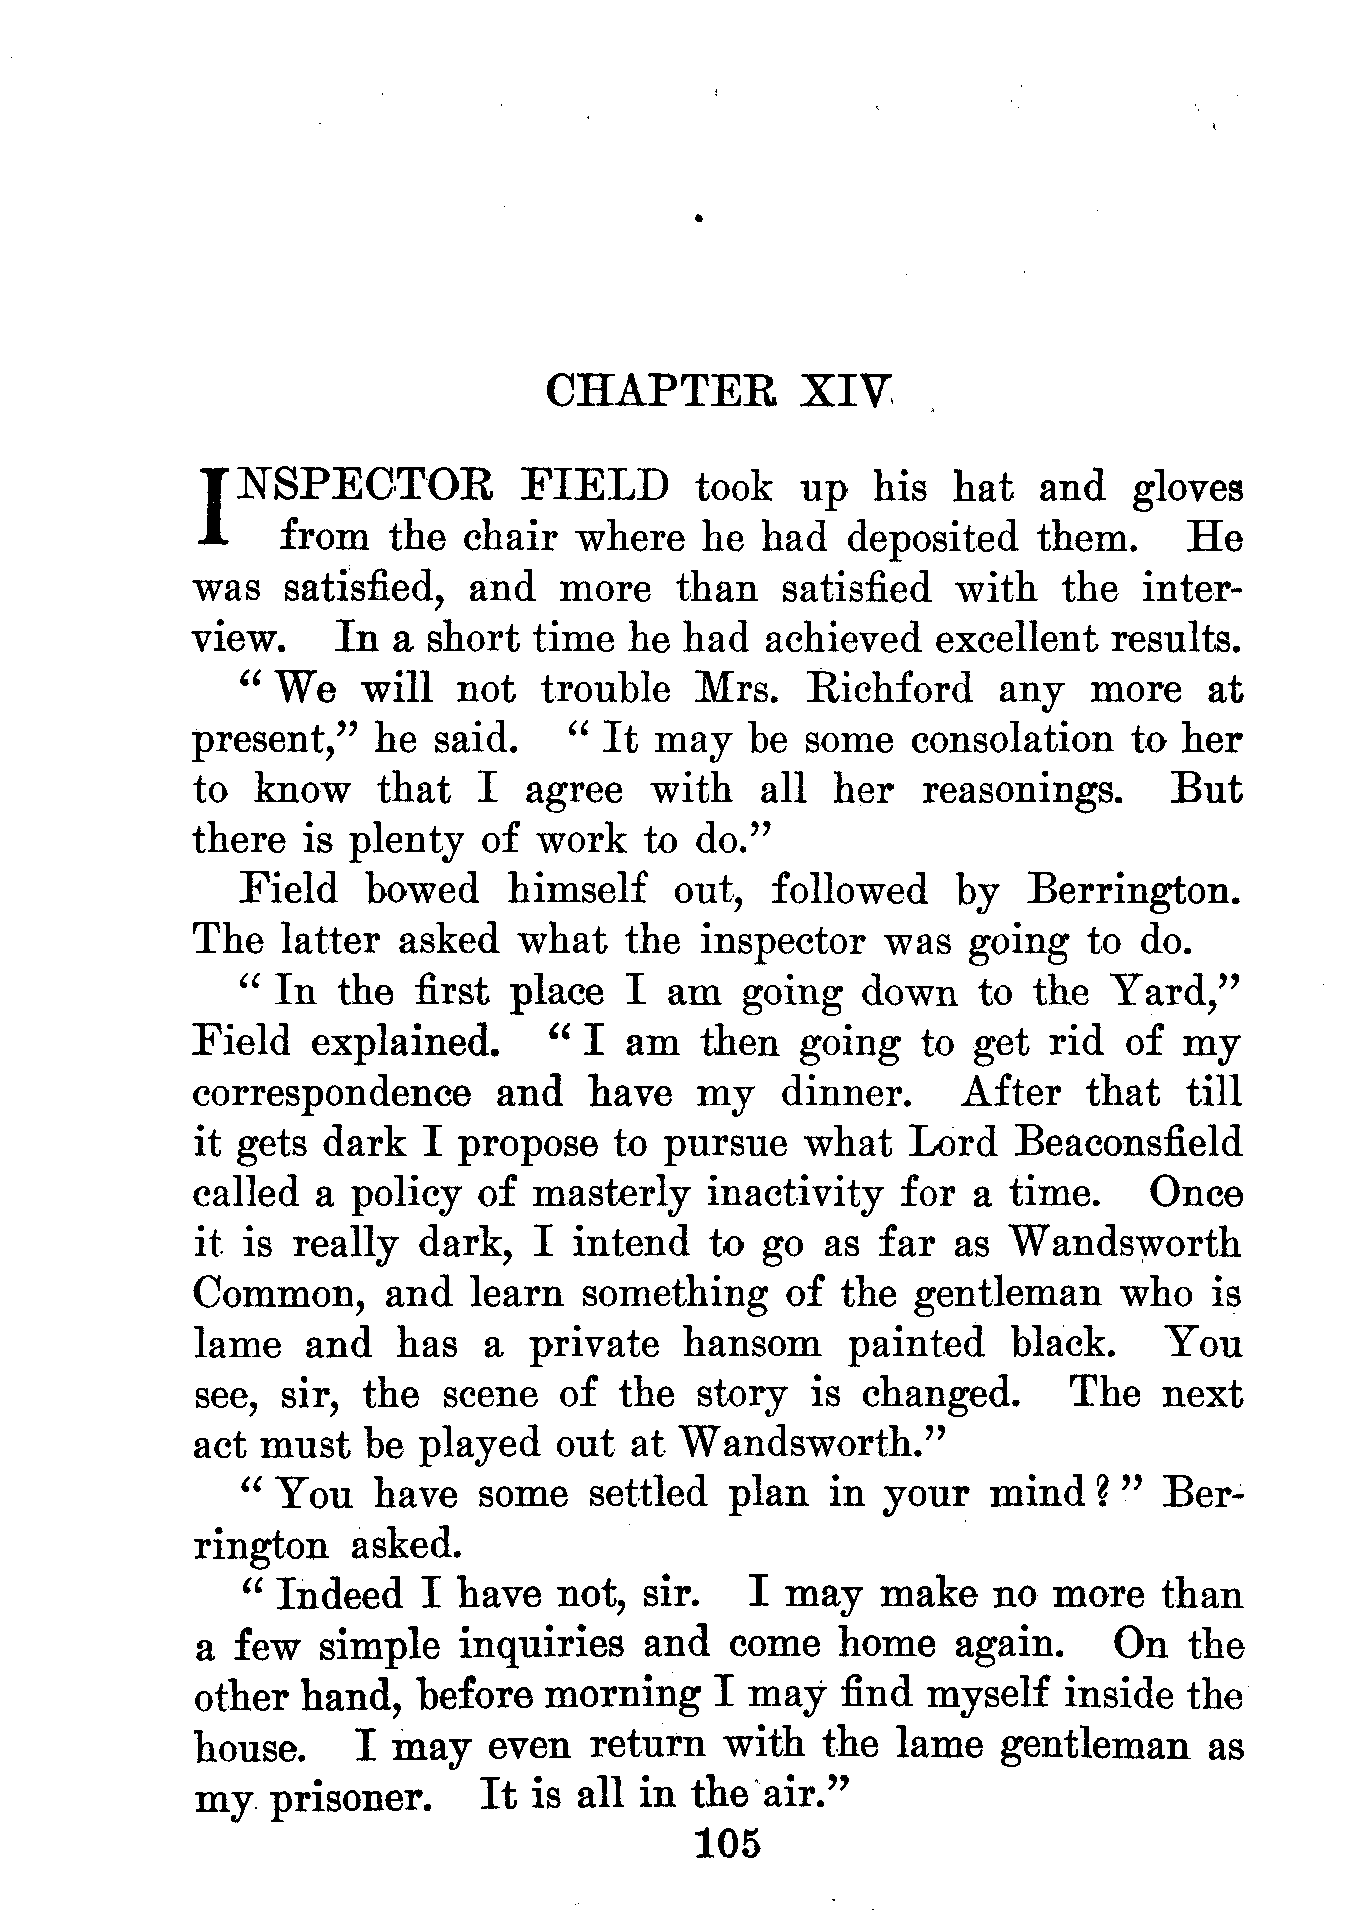 CHAPTER XIV
INSPECTOR FIELD took up his hat and gloves
from the chair where he had deposited them. He
was satisfied, and more than satisfied with the inter-
view. In a short time he had achieved excellent results.
“ We will not trouble Mrs. Richford any more at
present,” he said. “ It may be some consolation to her
to know that I agree with all her reasonings. But
there is plenty of work to do.”
Field bowed himself out, followed by Berrington.
The latter asked what the inspector was going to do.
“ In the first place I am going down to the Yard,”
Field explained. “ I am then going to get rid of my
correspondence and have my dinner. After that till
it gets dark I propose to pursue what Lord Beaconsfield
called a policy of masterly inactivity for a time. Once
it is really dark, I intend to go as far as Wandsworth
Common, and learn something of the gentleman who is
lame and has a private hansom painted black. You
see, sir, the scene of the story is changed. The next
act must be played out at Wandsworth.”
“ You have some settled plan in your mind ? ” Ber-
rington asked.
“ Indeed I have not, sir. I may make no more than
a few simple inquiries and come home again. On the
other hand, before morning I may find myself inside the
house. I may even return with the lame gentleman as
my prisoner. It is all in the air.”
105